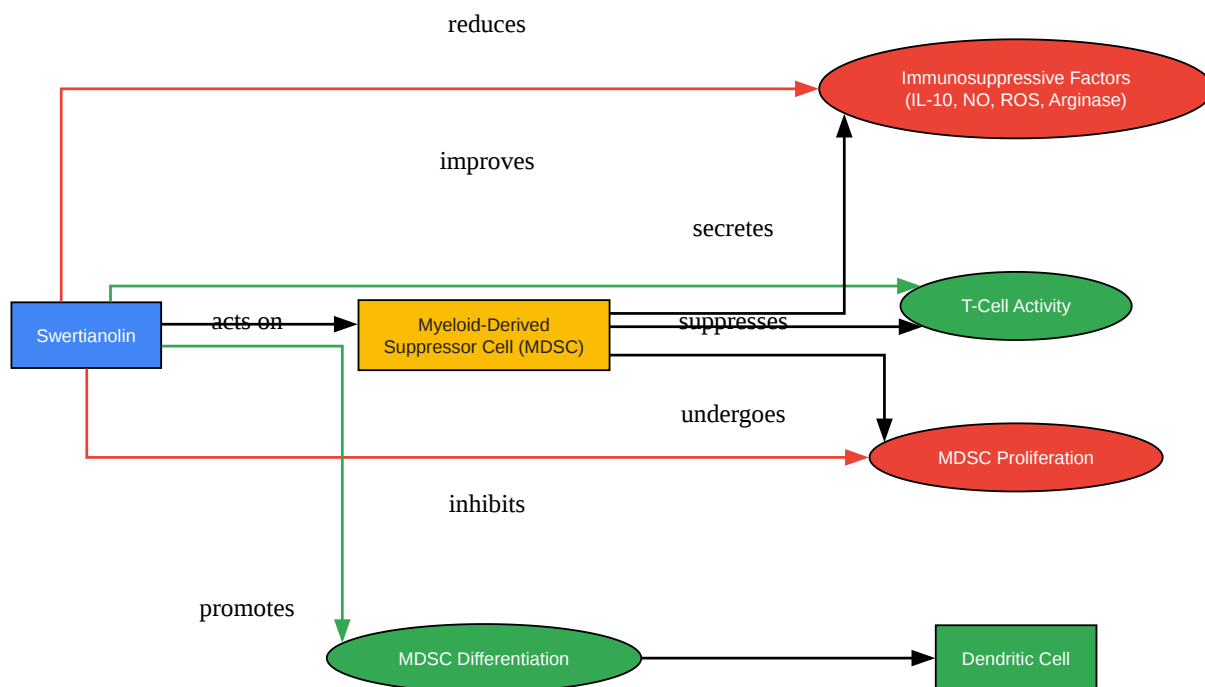 reduces
Immunosuppressive Factors
(IL-10, NO, ROS, Arginase)
improves
secretes
T-Cell Activity
Swertianolin
acts on
Myeloid-Derived
Suppressor Cell (MDSC)
suppresses
undergoes
MDSC Proliferation
inhibits
promotes
MDSC Differentiation
Dendritic Cell